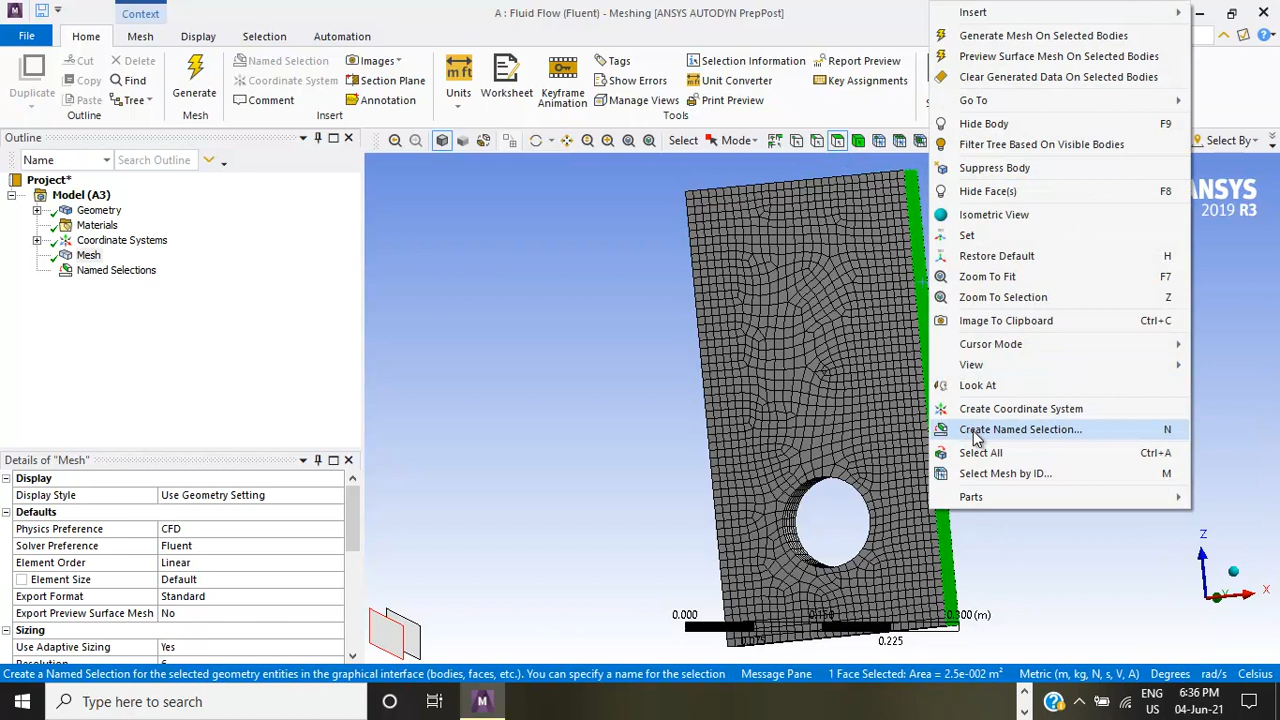 Context
A : Fluid Flow (Fluent) - Meshing [ANSYS AUTODYN PrepPost]
File
Home
Mesh
Display
Selection
Automation
Duplicate
Cut
Delete
Copy
Find
Paste
Tree
Outline
Generate
Mesh
Named Selection
Coordinate System
Comment
Images
Section Plane
Annotation
Insert
Units
Worksheet
Keyframe
Animation
Tags
Show Errors
Manage Views
Selection Information
Unit Converter
Print Preview
Report Preview
Key Assignments
Tools
Outline
Name
Search Outline
Select
Mode
Select By
Project*
Model (A3)
Geometry
Materials
Coordinate Systems
Mesh
Named Selections
ANSYS
2019 R3
Insert
Generate Mesh On Selected Bodies
Preview Surface Mesh On Selected Bodies
Clear Generated Data On Selected Bodies
Go To
Hide Body F9
Filter Tree Based On Visible Bodies
Suppress Body
Hide Face(s) F8
Isometric View
Set
Restore Default H
Zoom To Fit F7
Zoom To Selection Z
Image To Clipboard Ctrl+C
Cursor Mode
View
Look At
Create Coordinate System
Create Named Selection... N
Select All Ctrl+A
Select Mesh by ID... M
Parts
Details of "Mesh"
Display
Display Style Use Geometry Setting
Defaults
Physics Preference CFD
Solver Preference Fluent
Element Order Linear
Element Size Default
Export Format Standard
Export Preview Surface Mesh No
Sizing
Use Adaptive Sizing Yes
0.000 0.150 0.300 (m)
0.075 0.225
Z
X
Create a Named Selection for the selected geometry entities in the graphical interface (bodies, faces, etc.). You can specify a name for the selection
Message Pane
1 Face Selected: Area = 2.5e-002 m²
Metric (m, kg, N, s, V, A)
Degrees
rad/s
Celsius
Type here to search
ENG
US
6:36 PM
04-Jun-21